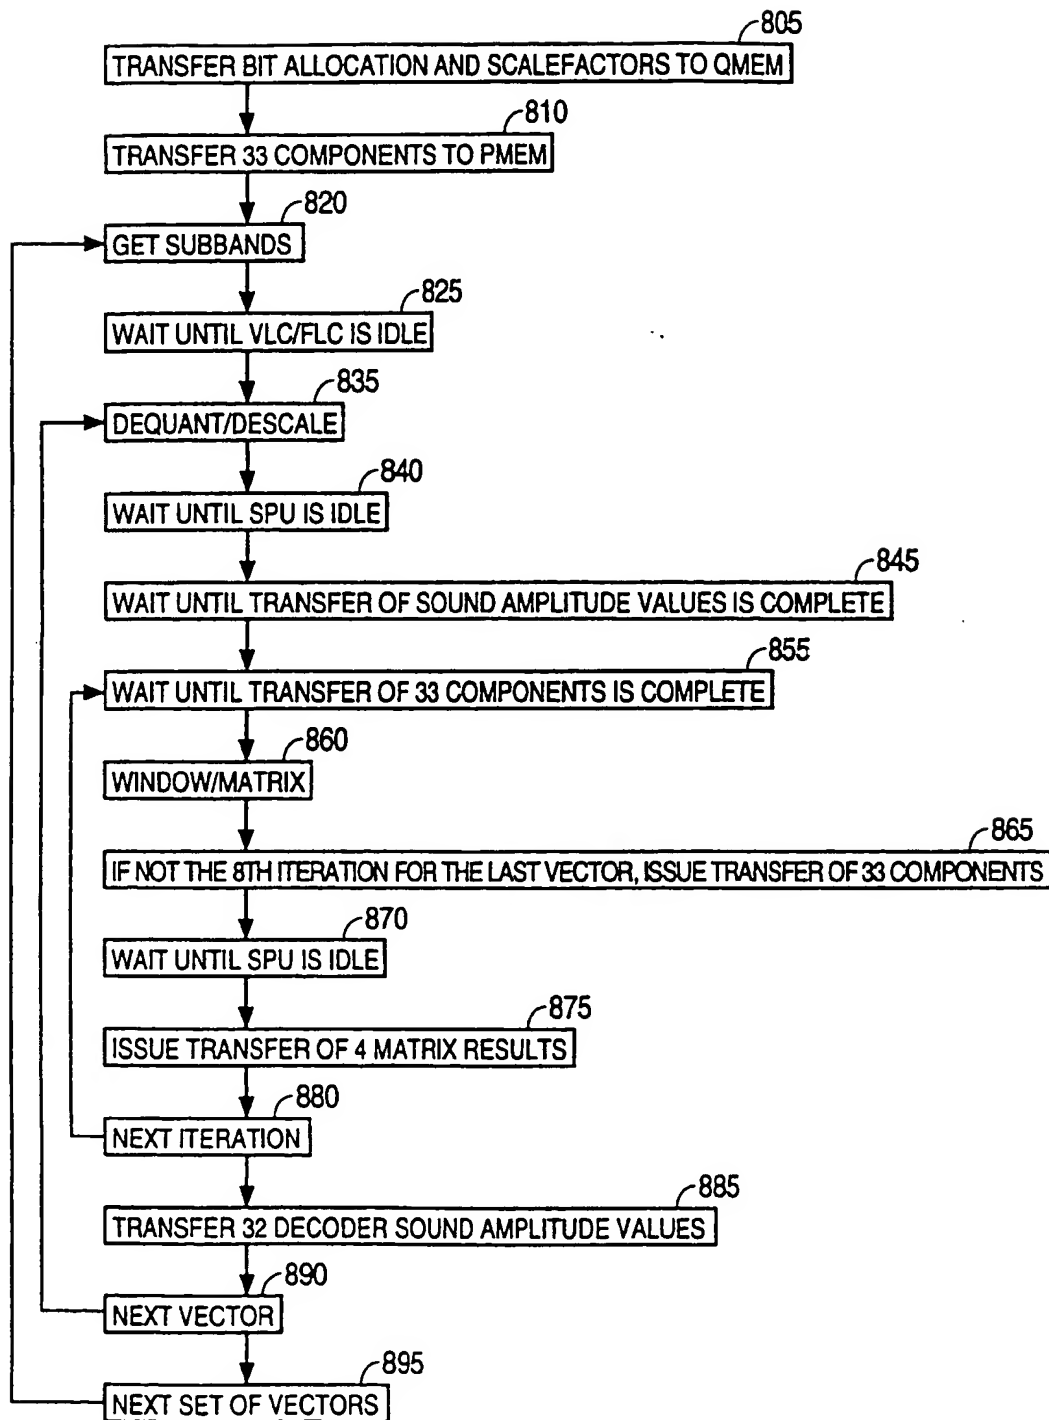 805
TRANSFER BIT ALLOCATION AND SCALEFACTORS TO QMEM
810
TRANSFER 33 COMPONENTS TO PMEM
820
GET SUBBANDS
825
WAIT UNTIL VLC/FLC IS IDLE
835
DEQUANT/DESCALE
840
WAIT UNTIL SPU IS IDLE
845
WAIT UNTIL TRANSFER OF SOUND AMPLITUDE VALUES IS COMPLETE
855
WAIT UNTIL TRANSFER OF 33 COMPONENTS IS COMPLETE
860
WINDOW/MATRIX
865
IF NOT THE 8TH ITERATION FOR THE LAST VECTOR, ISSUE TRANSFER OF 33 COMPONENTS
870
WAIT UNTIL SPU IS IDLE
875
ISSUE TRANSFER OF 4 MATRIX RESULTS
880
NEXT ITERATION
885
TRANSFER 32 DECODER SOUND AMPLITUDE VALUES
890
NEXT VECTOR
895
NEXT SET OF VECTORS